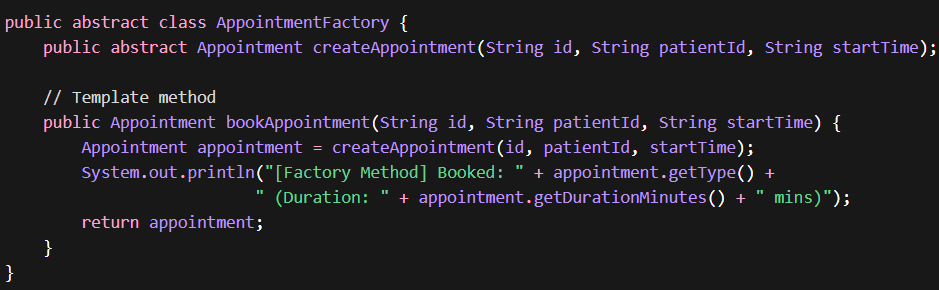 public abstract class AppointmentFactory {
    public abstract Appointment createAppointment(String id, String patientId, String startTime);

    // Template method
    public Appointment bookAppointment(String id, String patientId, String startTime) {
        Appointment appointment = createAppointment(id, patientId, startTime);
        System.out.println("[Factory Method] Booked: " + appointment.getType() +
                          " (Duration: " + appointment.getDurationMinutes() + " mins)");
        return appointment;
    }
}